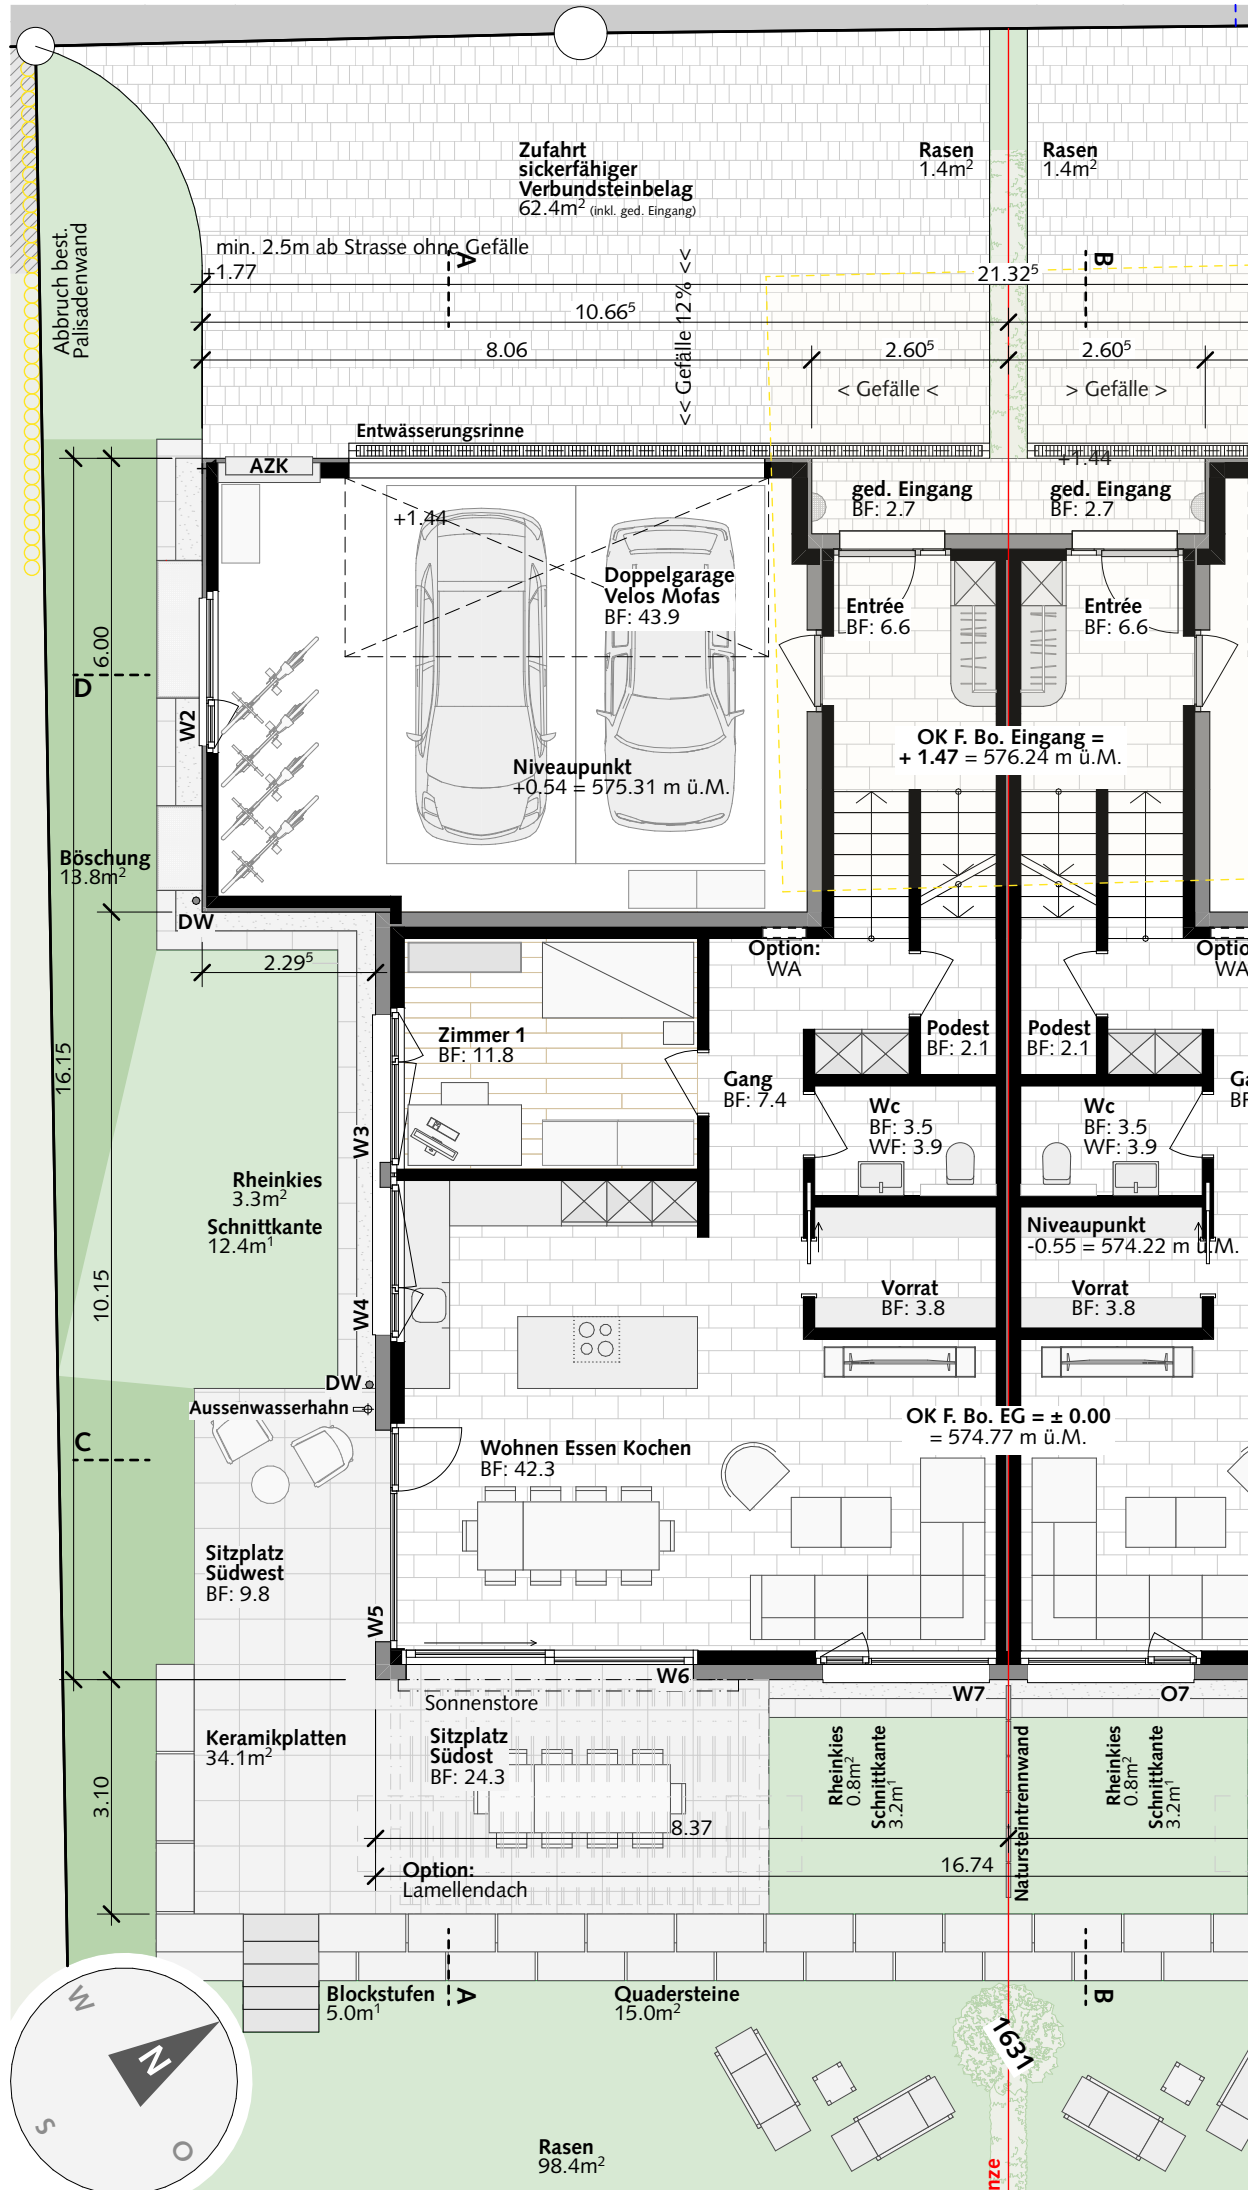 Zufahrt
sickerfähiger
Verbundsteinbelag
62.4m² (inkl. ged. Eingang)
Rasen
1.4m²
Rasen
1.4m²
Abbruch best.
Palisadenwand
min. 2.5m ab Strasse ohne Gefälle
+1.77
A
B
21.32⁵
10.66⁵
8.06
2.60⁵
2.60⁵
<< Gefälle 12% <<
< Gefälle <
> Gefälle >
Entwässerungsrinne
AZK
+1.44
+1.44
ged. Eingang
BF: 2.7
ged. Eingang
BF: 2.7
Doppelgarage
Velos Mofas
BF: 43.9
Entrée
BF: 6.6
Entrée
BF: 6.6
6.00
D
W2
OK F. Bo. Eingang =
+ 1.47 = 576.24 m ü.M.
Niveaupunkt
+0.54 = 575.31 m ü.M.
Böschung
13.8m²
DW
2.29⁵
Option:
WA
Option:
WA
Zimmer 1
BF: 11.8
Podest
BF: 2.1
Podest
BF: 2.1
16.15
Gang
BF: 7.4
Ga
BF
W3
Wc
BF: 3.5
WF: 3.9
Wc
BF: 3.5
WF: 3.9
Rheinkies
3.3m²
Schnittkante
12.4m¹
Niveaupunkt
-0.55 = 574.22 m ü.M.
10.15
W4
Vorrat
BF: 3.8
Vorrat
BF: 3.8
DW
Aussenwasserhahn
OK F. Bo. EG = ± 0.00
= 574.77 m ü.M.
C
Wohnen Essen Kochen
BF: 42.3
Sitzplatz
Südwest
BF: 9.8
W5
W6
W7
O7
Sonnenstore
Keramikplatten
34.1m²
Sitzplatz
Südost
BF: 24.3
Rheinkies
0.8m²
Schnittkante
3.2m¹
Natursteintrennwand
Rheinkies
0.8m²
Schnittkante
3.2m¹
3.10
8.37
16.74
Option:
Lamellendach
Blockstufen
5.0m¹
A
Quadersteine
15.0m²
B
W
N
S
O
1631
Rasen
98.4m²
nze